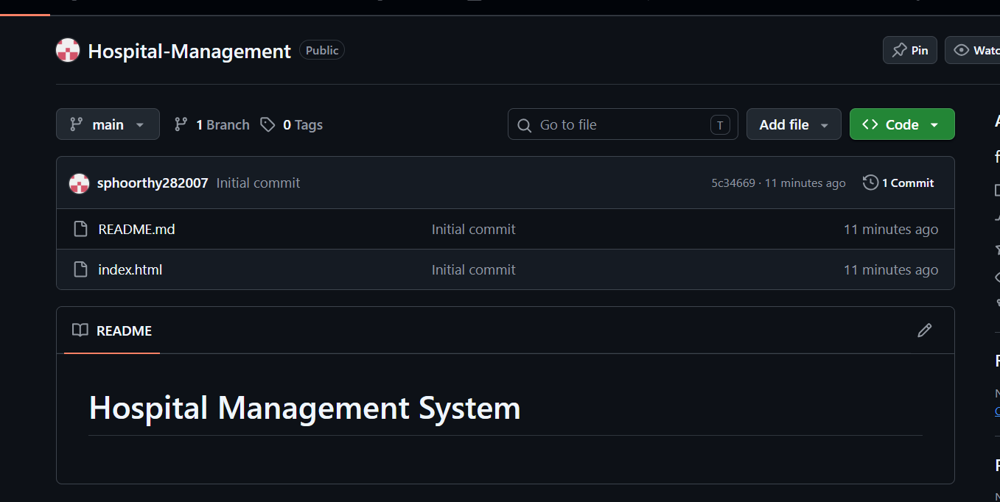 Hospital-Management Public Pin
main 1 Branch 0 Tags Go to file T Add file Code
sphoorthy282007 Initial commit 5c34669 · 11 minutes ago 1 Commit
README.md Initial commit 11 minutes ago
index.html Initial commit 11 minutes ago
README
Hospital Management System